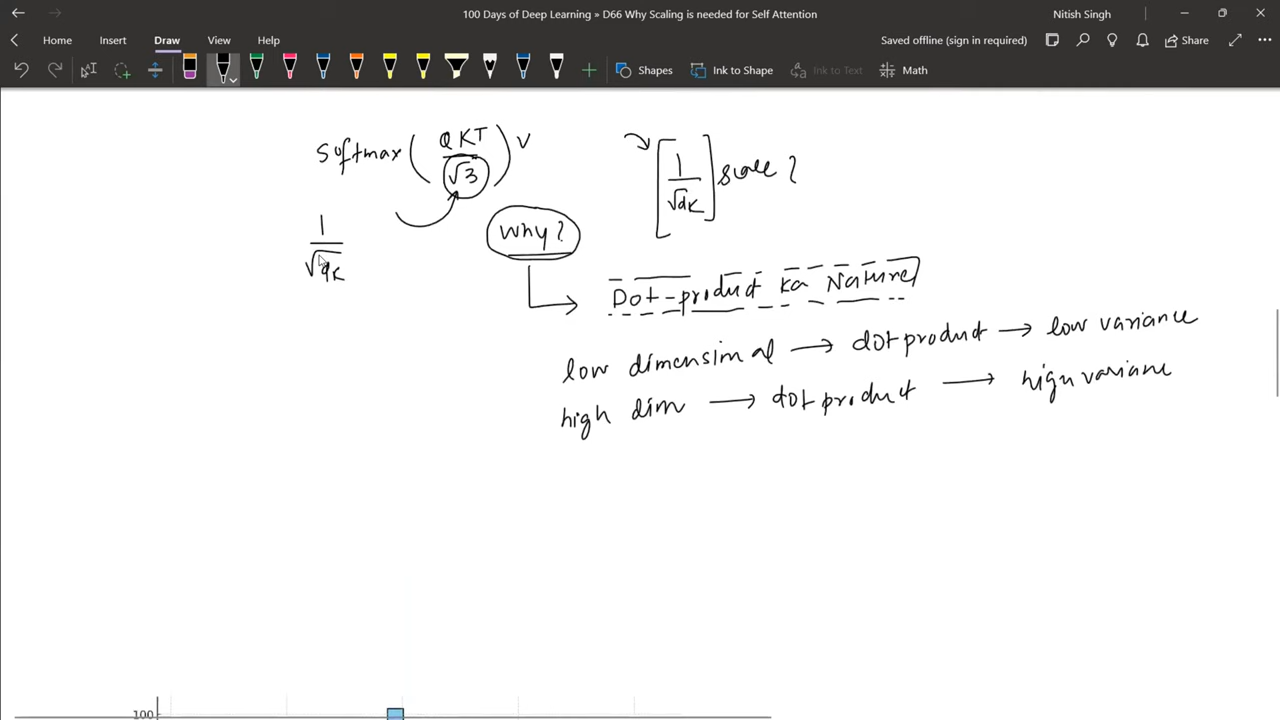 100 Days of Deep Learning » D66 Why Scaling is needed for Self Attention
Nitish Singh
Home Insert Draw View Help
Saved offline (sign in required)
Share
Shapes
Ink to Shape
Ink to Text
Math
Softmax (QKT / √3) V
[1 / √dK] scale ?
1 / √dK
Why?
Dot-product ka Nature
low dimensional → dot product → low variance
high dim → dot product → high variance
100